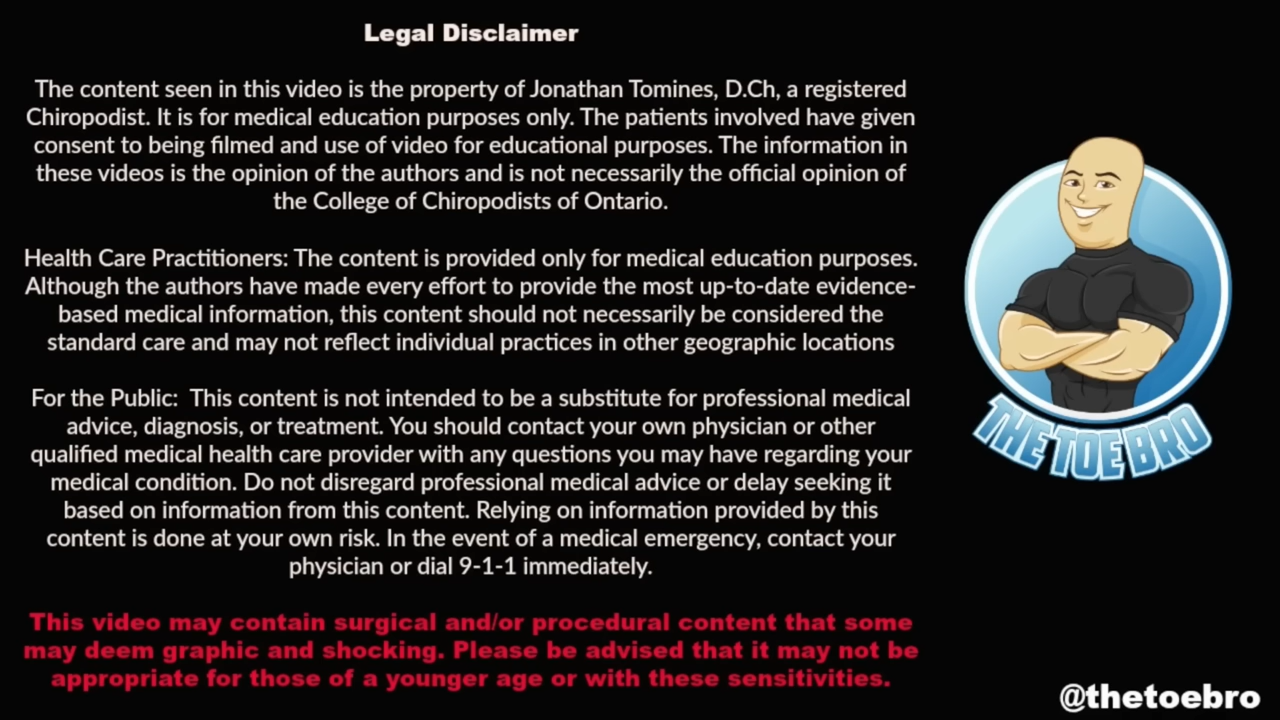 Legal Disclaimer
The content seen in this video is the property of Jonathan Tomines, D.Ch, a registered
Chiropodist. It is for medical education purposes only. The patients involved have given
consent to being filmed and use of video for educational purposes. The information in
these videos is the opinion of the authors and is not necessarily the official opinion of
the College of Chiropodists of Ontario.
Health Care Practitioners: The content is provided only for medical education purposes.
Although the authors have made every effort to provide the most up-to-date evidence-
based medical information, this content should not necessarily be considered the
standard care and may not reflect individual practices in other geographic locations
For the Public:  This content is not intended to be a substitute for professional medical
advice, diagnosis, or treatment. You should contact your own physician or other
qualified medical health care provider with any questions you may have regarding your
medical condition. Do not disregard professional medical advice or delay seeking it
based on information from this content. Relying on information provided by this
content is done at your own risk. In the event of a medical emergency, contact your
physician or dial 9-1-1 immediately.
This video may contain surgical and/or procedural content that some
may deem graphic and shocking. Please be advised that it may not be
appropriate for those of a younger age or with these sensitivities.
THE TOE BRO
@thetoebro